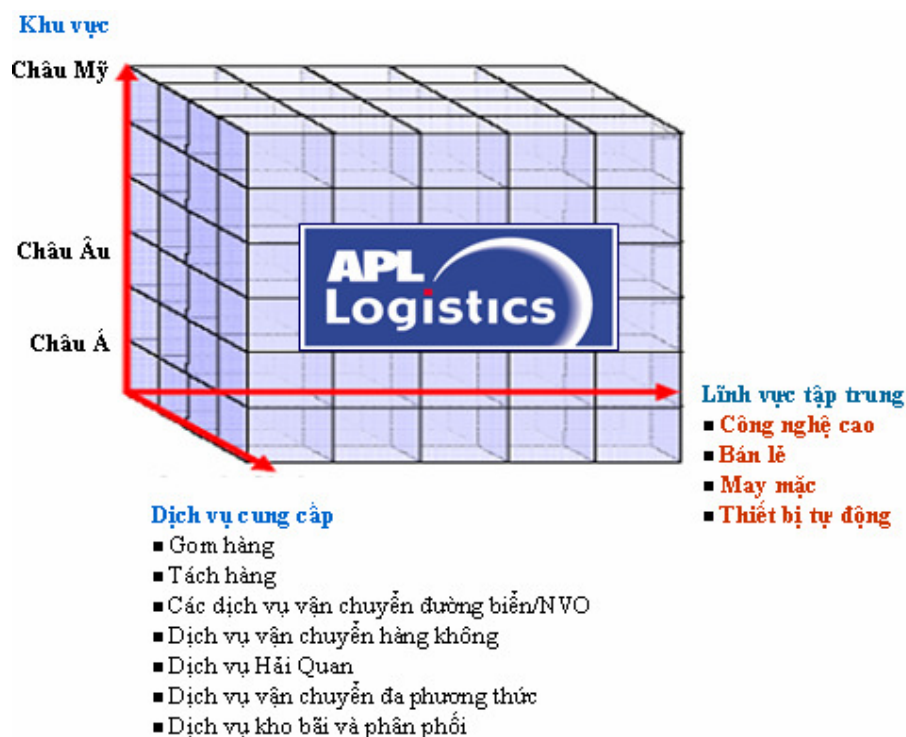 Khu vực
Châu Mỹ
Châu Âu
Châu Á
APL
Logistics
Lĩnh vực tập trung
▪ Công nghệ cao
▪ Bán lẻ
▪ May mặc
▪ Thiết bị tự động
Dịch vụ cung cấp
▪ Gom hàng
▪ Tách hàng
▪ Các dịch vụ vận chuyển đường biển/NVO
▪ Dịch vụ vận chuyển hàng không
▪ Dịch vụ Hải Quan
▪ Dịch vụ vận chuyển đa phương thức
▪ Dịch vụ kho bãi và phân phối